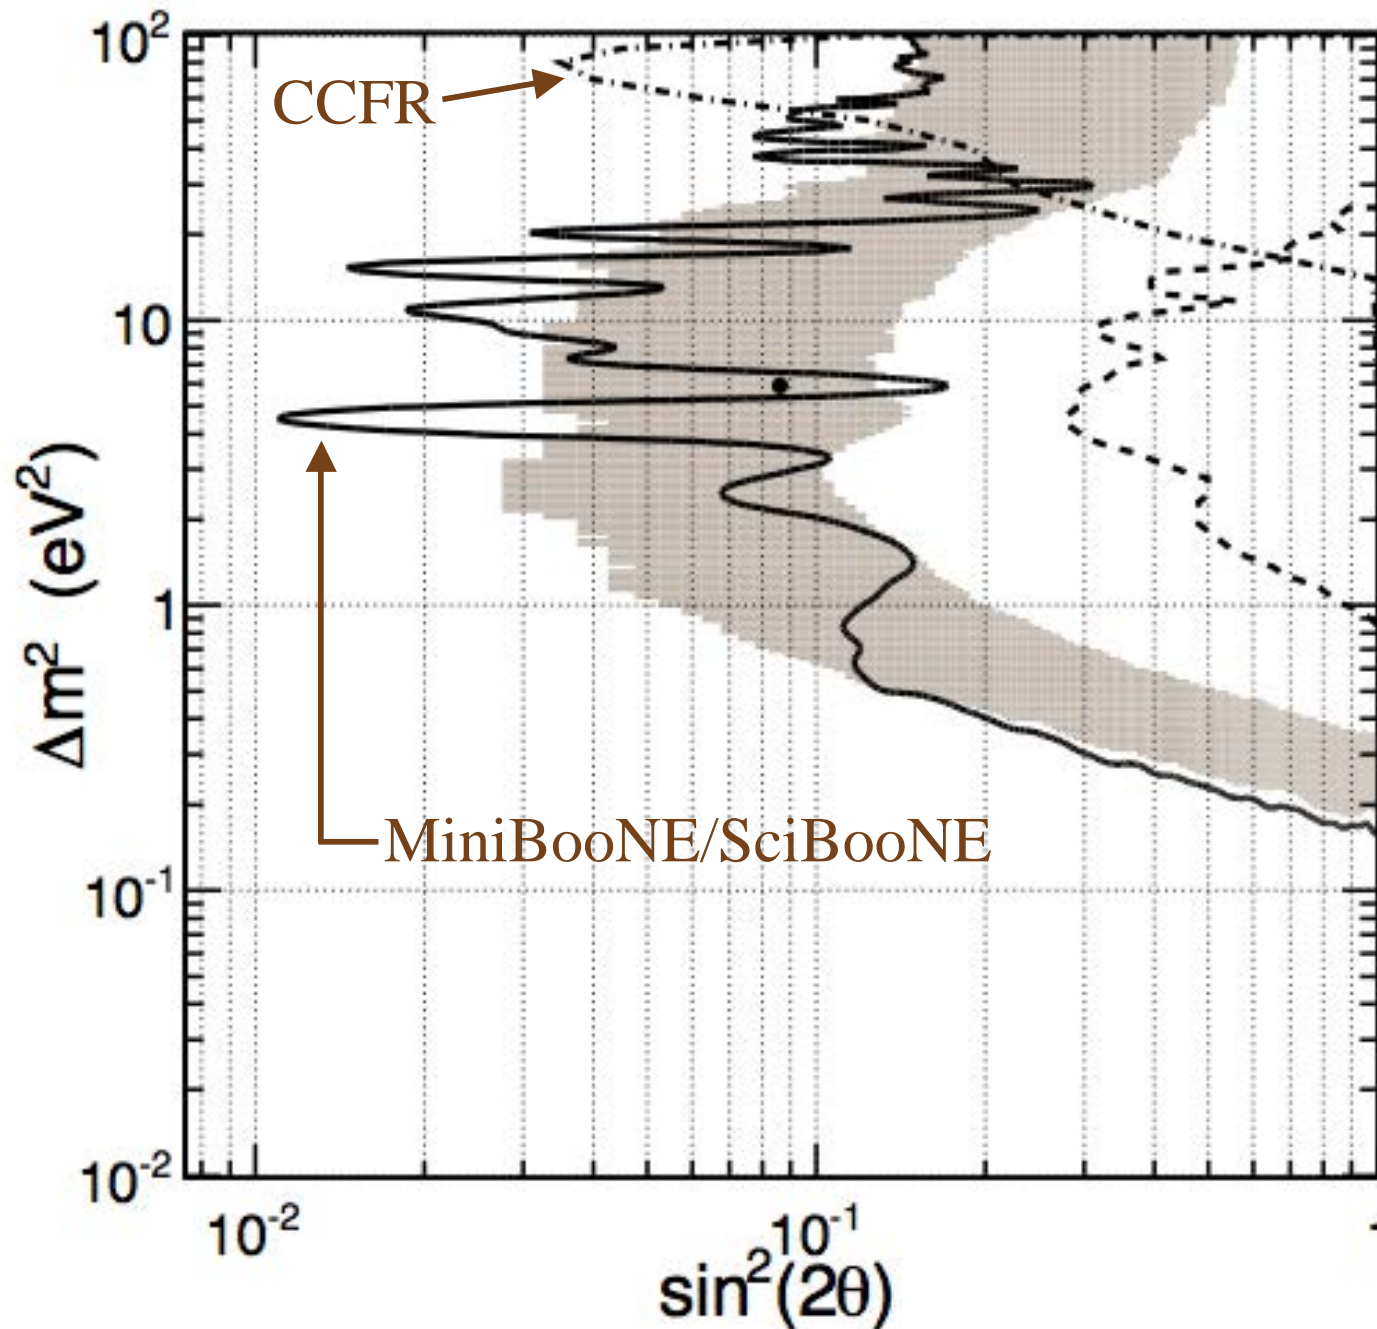 10²
CCFR
10
Δm² (eV²)
1
MiniBooNE/SciBooNE
10⁻¹
10⁻²
10⁻² 10⁻¹
sin²(2θ)